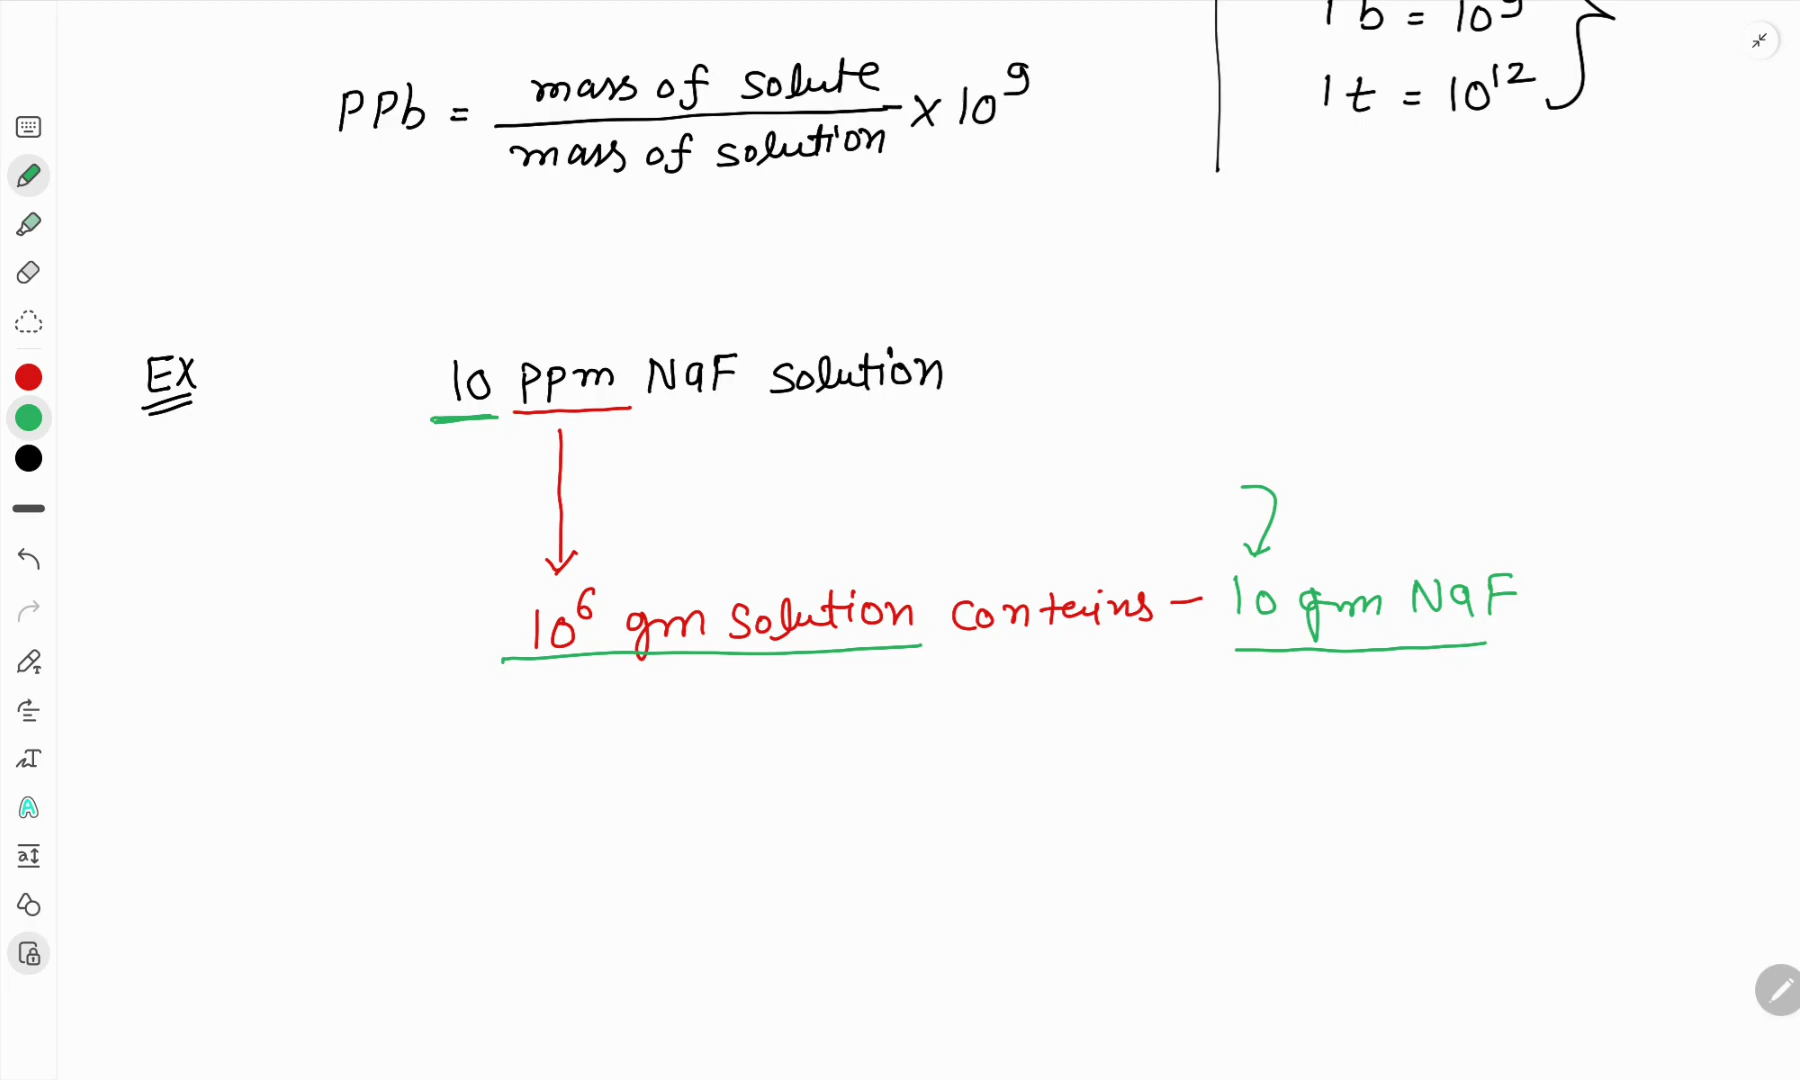 1 b = 10^9
PPb = mass of solute / mass of solution × 10^9
1 t = 10^12
Ex
10 ppm NaF solution
10^6 gm solution contains - 10 gm NaF